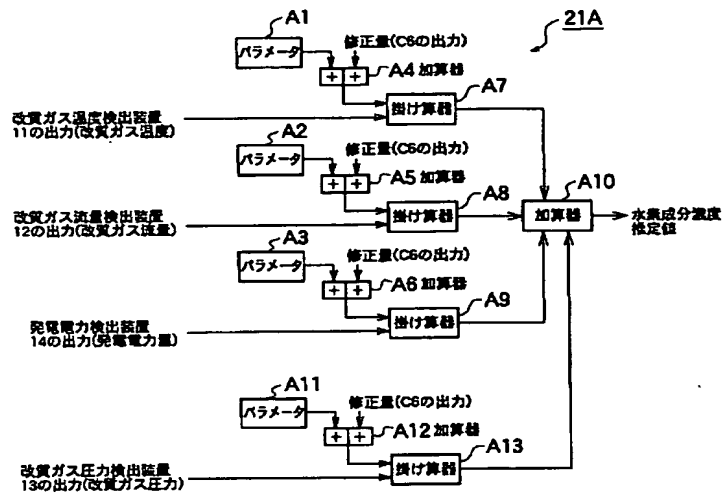 21A
A1
パラメータ
修正量(C6の出力)
+ +
A4 加算器
A7
掛け算器
改質ガス温度検出装置
11の出力(改質ガス温度)
A2
パラメータ
修正量(C6の出力)
+ +
A5 加算器
A8
掛け算器
改質ガス流量検出装置
12の出力(改質ガス流量)
A10
加算器
水素成分濃度
推定値
A3
パラメータ
修正量(C6の出力)
+ +
A6 加算器
A9
掛け算器
発電電力検出装置
14の出力(発電電力量)
A11
パラメータ
修正量(C6の出力)
+ +
A12 加算器
A13
掛け算器
改質ガス圧力検出装置
13の出力(改質ガス圧力)